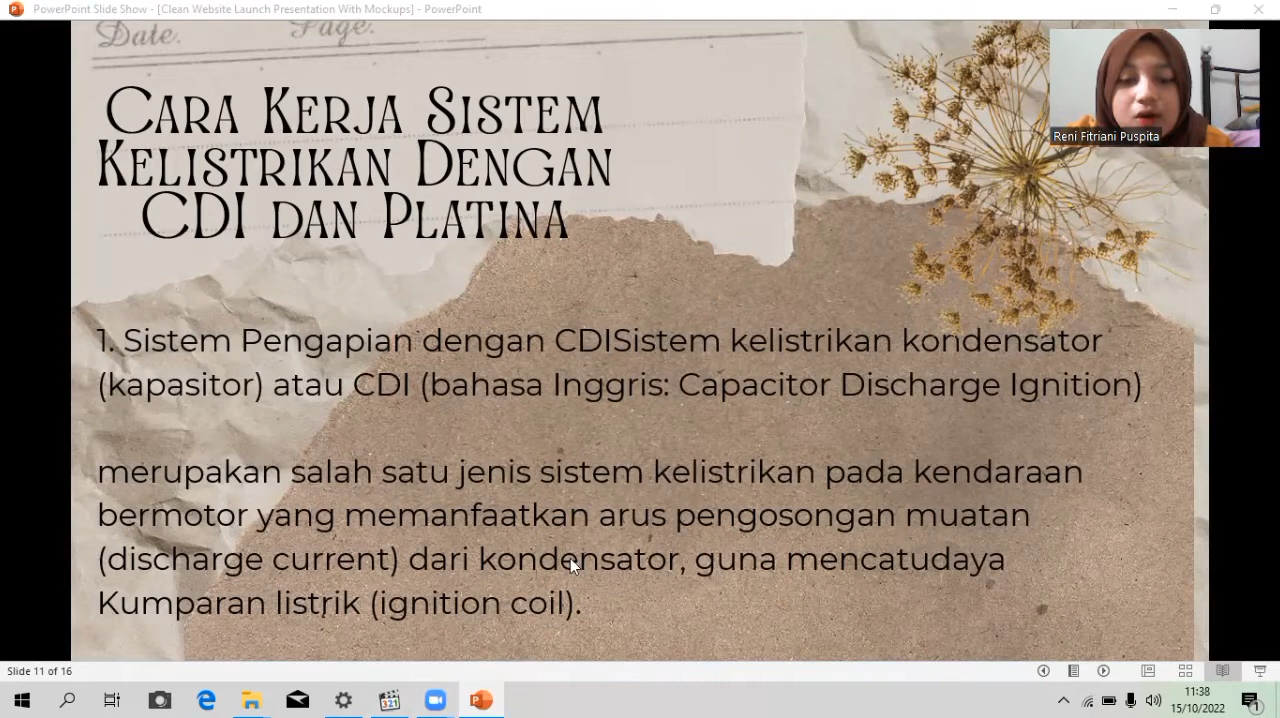 PowerPoint Slide Show - [Clean Website Launch Presentation With Mockups] - PowerPoint
Date. Page.
Reni Fitriani Puspita
Cara Kerja Sistem
Kelistrikan Dengan
CDI dan Platina
1. Sistem Pengapian dengan CDISistem kelistrikan kondensator
(kapasitor) atau CDI (bahasa Inggris: Capacitor Discharge Ignition)
merupakan salah satu jenis sistem kelistrikan pada kendaraan
bermotor yang memanfaatkan arus pengosongan muatan
(discharge current) dari kondensator, guna mencatudaya
Kumparan listrik (ignition coil).
Slide 11 of 16
321
11:38
15/10/2022
1